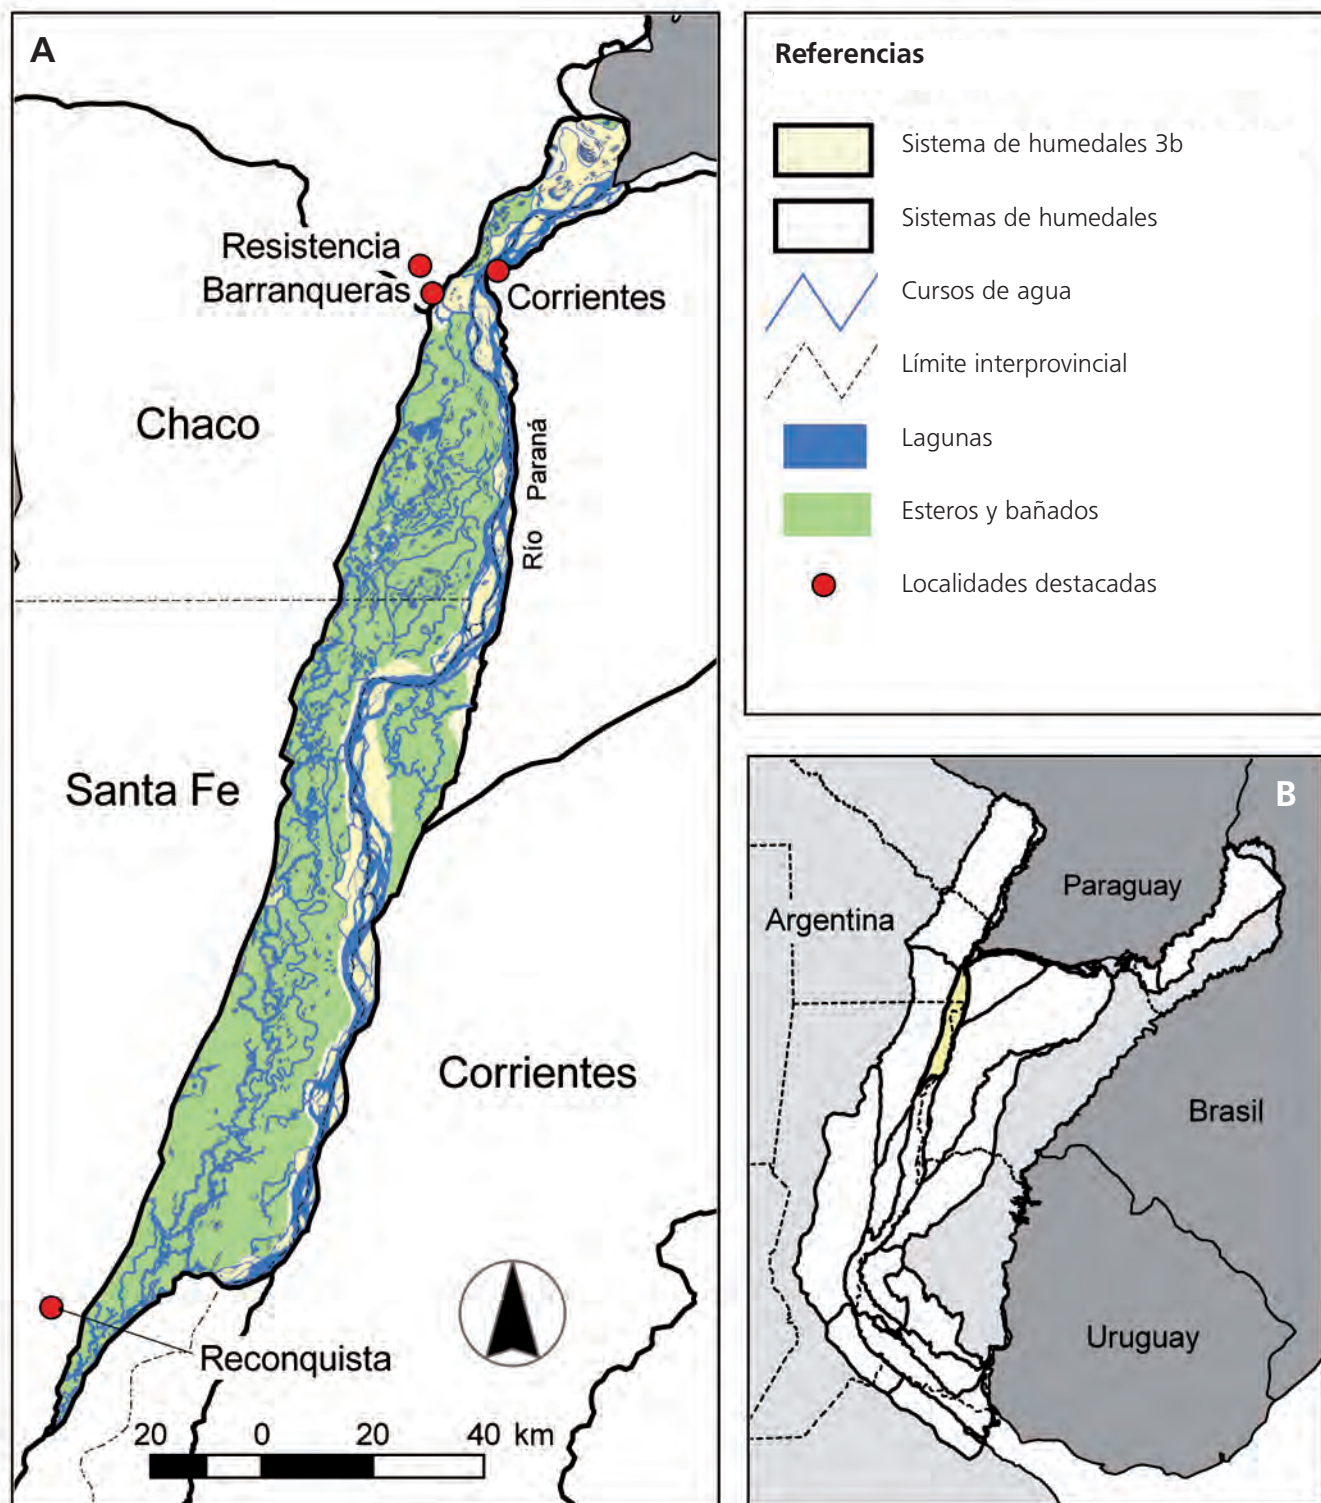 A
Resistencia
Barranqueras
Corrientes
Chaco
Río Paraná
Santa Fe
Corrientes
Reconquista
20 0 20 40 km
Referencias
Sistema de humedales 3b
Sistemas de humedales
Cursos de agua
Límite interprovincial
Lagunas
Esteros y bañados
Localidades destacadas
B
Paraguay
Argentina
Brasil
Uruguay